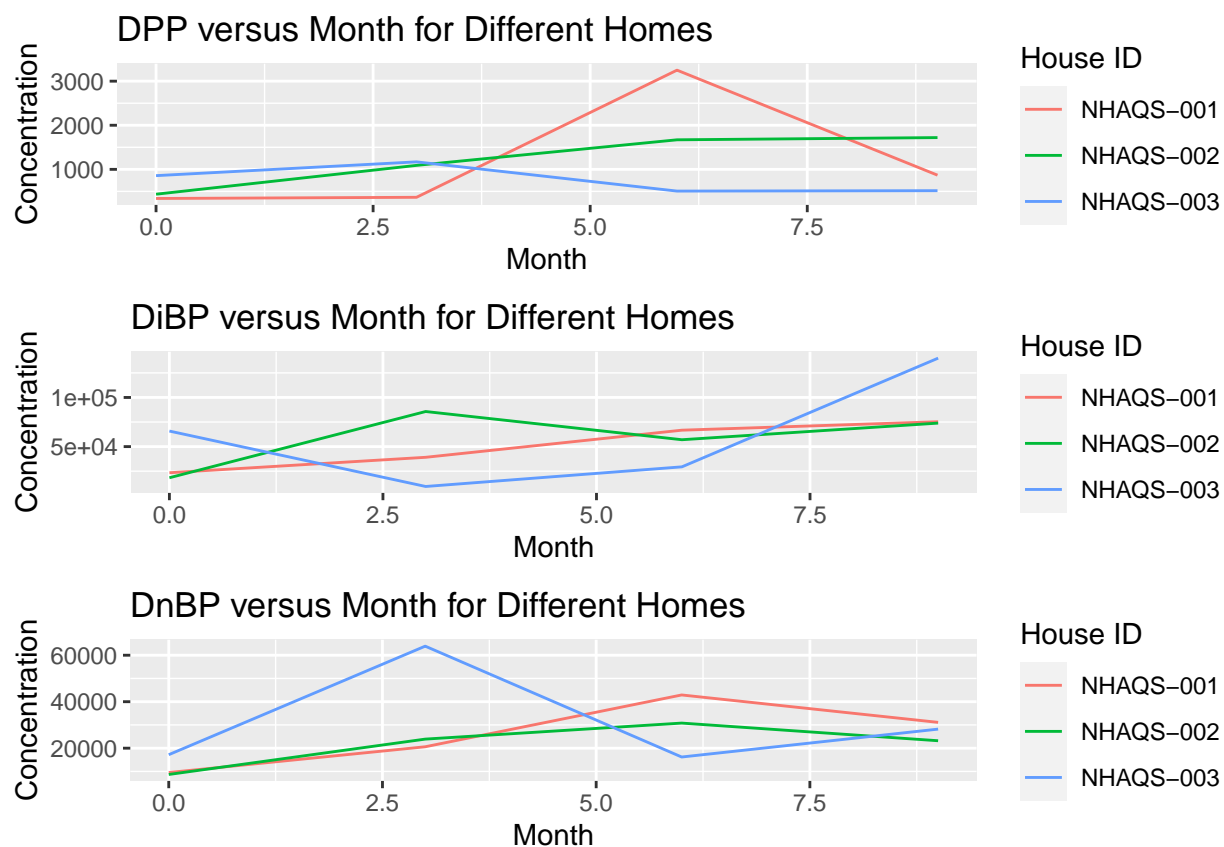 DPP versus Month for Different Homes
Concentration
3000
2000
1000
0.0 2.5 5.0 7.5
Month
House ID
NHAQS−001
NHAQS−002
NHAQS−003
DiBP versus Month for Different Homes
Concentration
1e+05
5e+04
0.0 2.5 5.0 7.5
Month
House ID
NHAQS−001
NHAQS−002
NHAQS−003
DnBP versus Month for Different Homes
Concentration
60000
40000
20000
0.0 2.5 5.0 7.5
Month
House ID
NHAQS−001
NHAQS−002
NHAQS−003